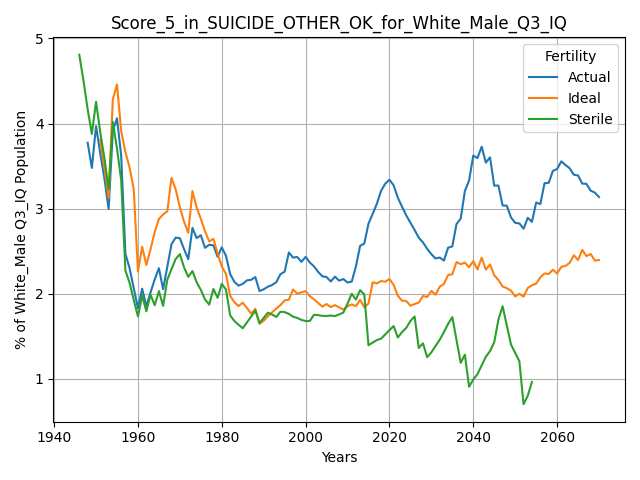 Score_5_in_SUICIDE_OTHER_OK_for_White_Male_Q3_IQ
% of White_Male Q3_IQ Population
5
4
3
2
1
Fertility
Actual
Ideal
Sterile
1940 1960 1980 2000 2020 2040 2060
Years